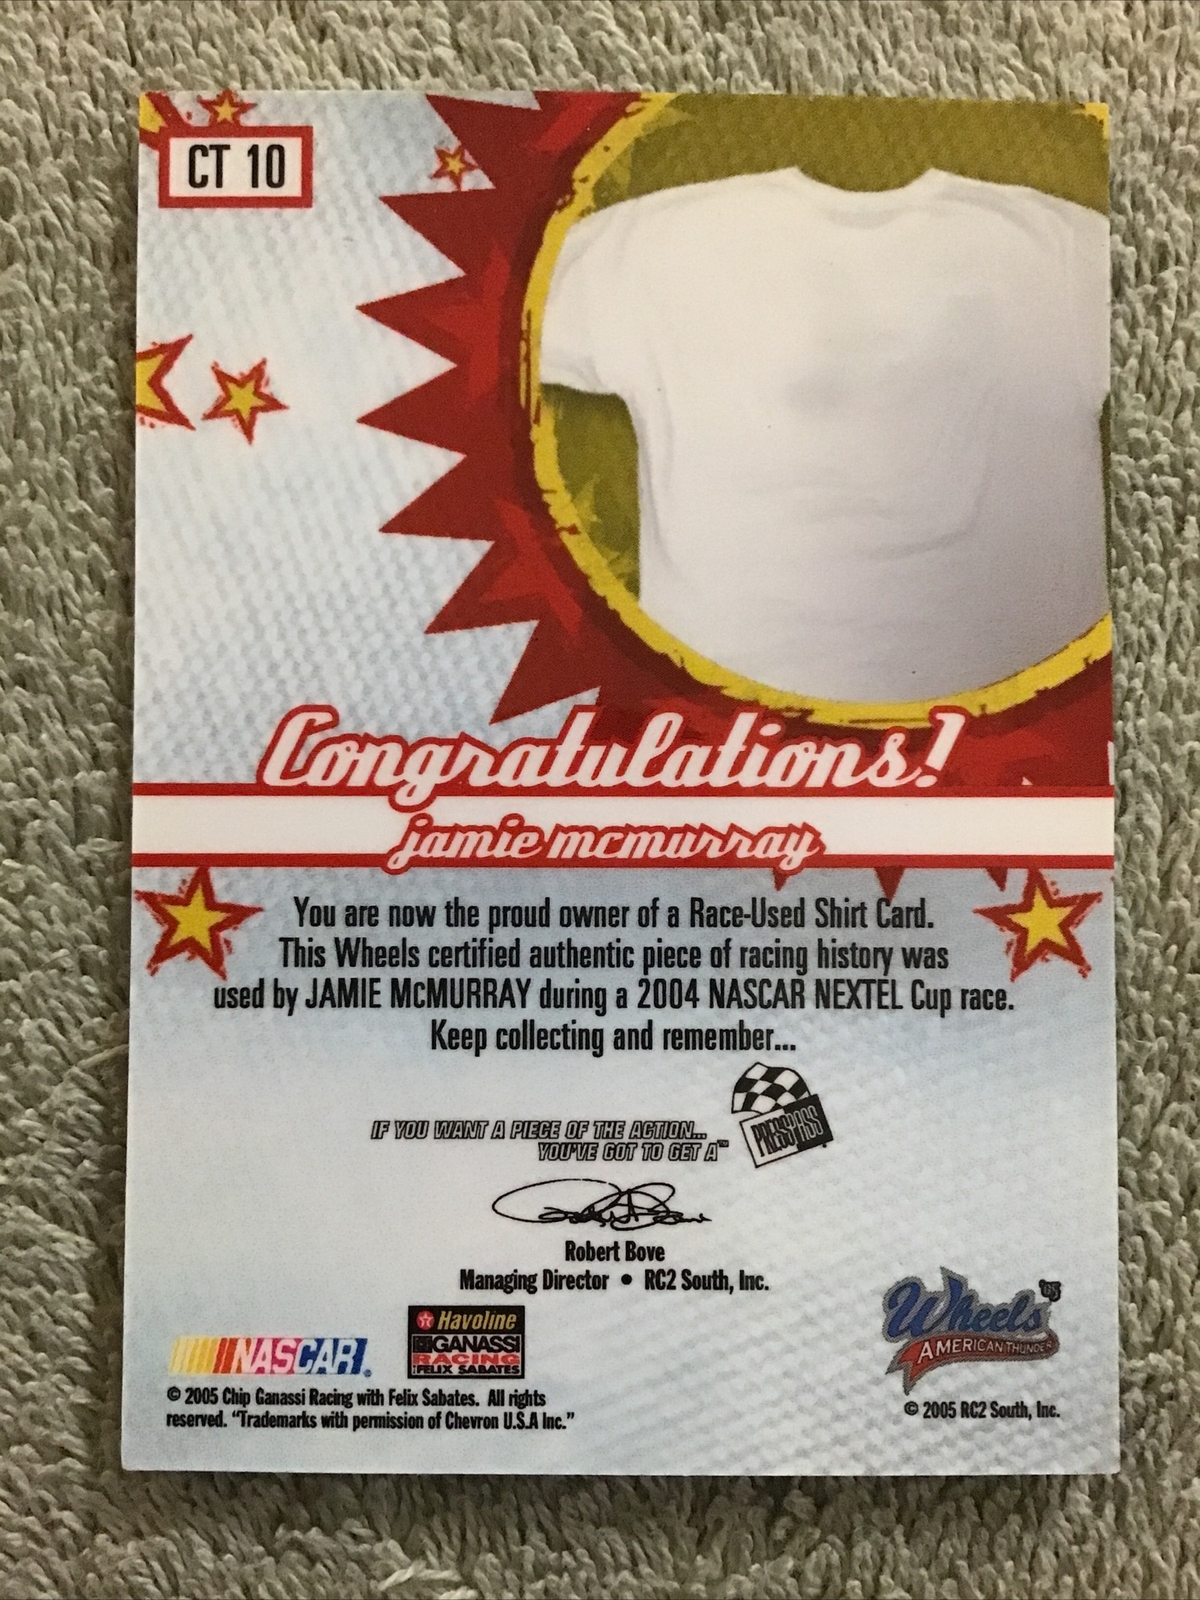 CT 10
Congratulations!
jamie mcmurray
You are now the proud owner of a Race-Used Shirt Card.
This Wheels certified authentic piece of racing history was
used by JAMIE McMURRAY during a 2004 NASCAR NEXTEL Cup race.
Keep collecting and remember...
IF YOU WANT A PIECE OF THE ACTION...
YOU'VE GOT TO GET A™
PRESS PASS
Robert Bove
Managing Director • RC2 South, Inc.
Havoline
GANASSI
RACING
FELIX SABATES
NASCAR®
Wheels '05
AMERICAN THUNDER
© 2005 Chip Ganassi Racing with Felix Sabates. All rights
reserved. "Trademarks with permission of Chevron U.S.A Inc."
© 2005 RC2 South, Inc.